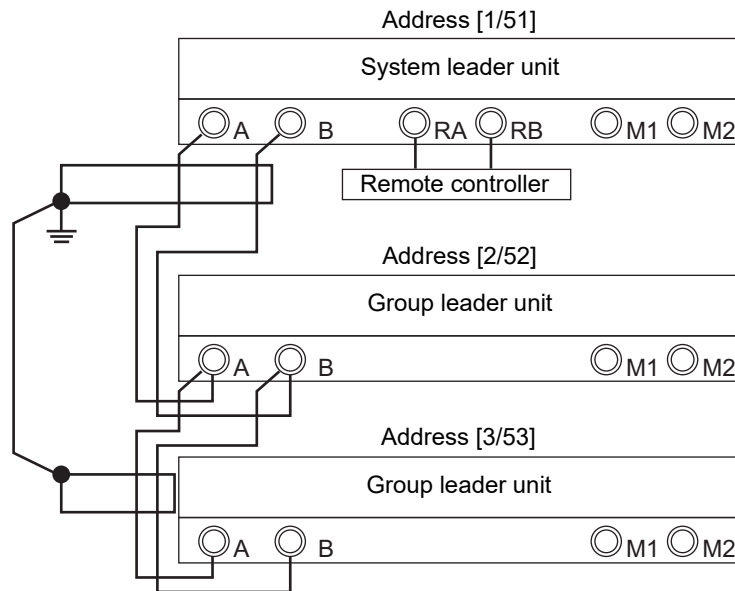 Address [1/51]
System leader unit
A B RA RB M1 M2
Remote controller
Address [2/52]
Group leader unit
A B M1 M2
Address [3/53]
Group leader unit
A B M1 M2